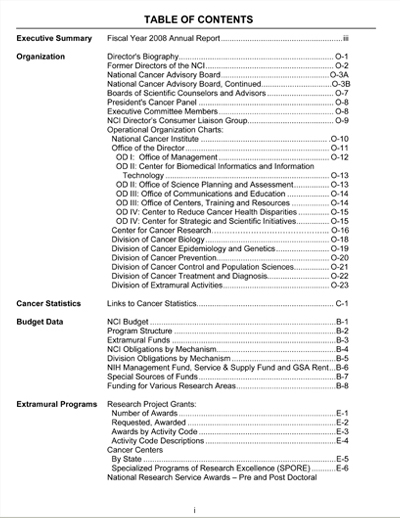 TABLE OF CONTENTS
Executive Summary Fiscal Year 2008 Annual Report.......................................................iii
Organization Director's Biography....................................................................... O-1
Former Directors of the NCI........................................................... O-2
National Cancer Advisory Board..................................................O-3A
National Cancer Advisory Board, Continued................................O-3B
Boards of Scientific Counselors and Advisors .............................. O-7
President's Cancer Panel ............................................................... O-8
Executive Committee Members ..................................................... O-8
NCI Director's Consumer Liaison Group........................................ O-9
Operational Organization Charts:
National Cancer Institute .............................................................O-10
Office of the Director ...................................................................O-11
OD I: Office of Management ..................................................... O-12
OD II: Center for Biomedical Informatics and Information
Technology ............................................................................. O-13
OD II: Office of Science Planning and Assessment................. O-13
OD III: Office of Communications and Education .................... O-14
OD III: Office of Centers, Training and Resources .................. O-14
OD IV: Center to Reduce Cancer Health Disparities ............... O-15
OD IV: Center for Strategic and Scientific Initiatives................ O-15
Center for Cancer Research…………………………………... O-16
Division of Cancer Biology .......................................................... O-18
Division of Cancer Epidemiology and Genetics .......................... O-19
Division of Cancer Prevention..................................................... O-20
Division of Cancer Control and Population Sciences................. O-21
Division of Cancer Treatment and Diagnosis............................. O-22
Division of Extramural Activities.................................................. O-23
Cancer Statistics Links to Cancer Statistics............................................................... C-1
Budget Data NCI Budget ..................................................................................... B-1
Program Structure .......................................................................... B-2
Extramural Funds ........................................................................... B-3
NCI Obligations by Mechanism...................................................... B-4
Division Obligations by Mechanism ............................................... B-5
NIH Management Fund, Service & Supply Fund and GSA Rent...B-6
Special Sources of Funds .............................................................. B-7
Funding for Various Research Areas............................................. B-8
Extramural Programs Research Project Grants:
Number of Awards ....................................................................... E-1
Requested, Awarded ................................................................... E-2
Awards by Activity Code .............................................................. E-3
Activity Code Descriptions ........................................................... E-4
Cancer Centers
By State ....................................................................................... E-5
Specialized Programs of Research Excellence (SPORE) ...........E-6
National Research Service Awards – Pre and Post Doctoral
i